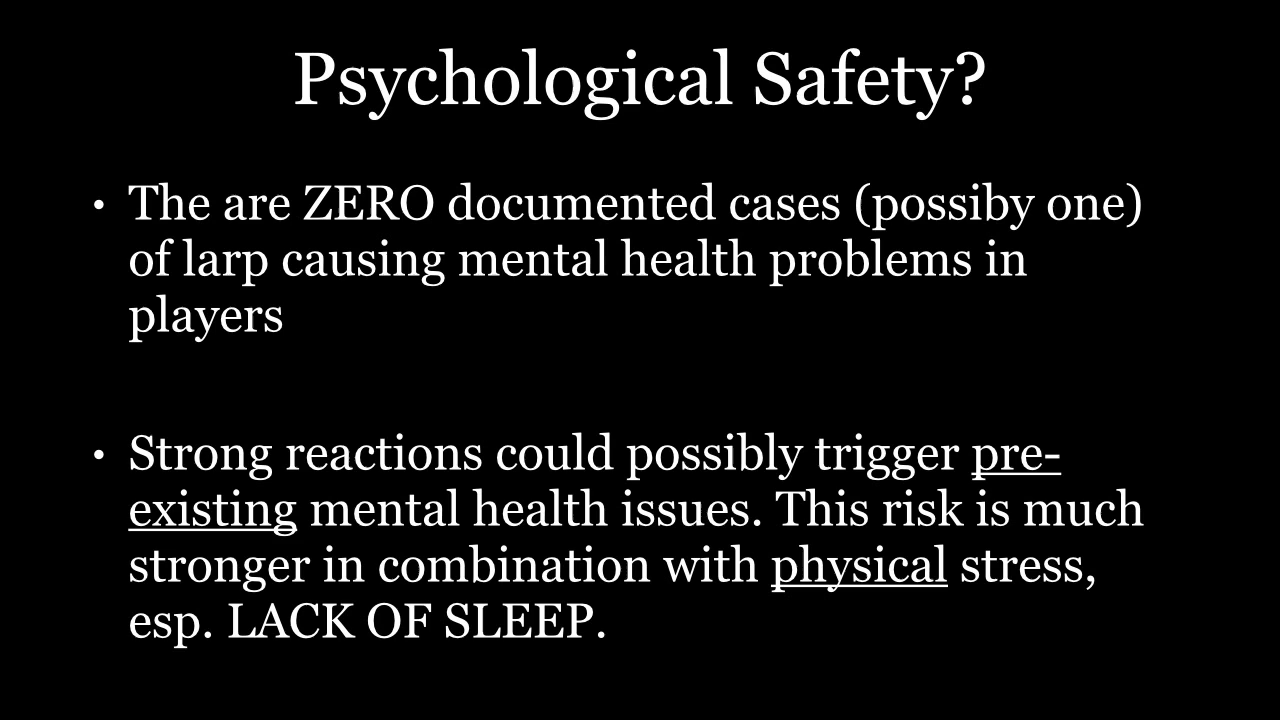 Psychological Safety?
• The are ZERO documented cases (possiby one)
of larp causing mental health problems in
players
• Strong reactions could possibly trigger pre-
existing mental health issues. This risk is much
stronger in combination with physical stress,
esp. LACK OF SLEEP.